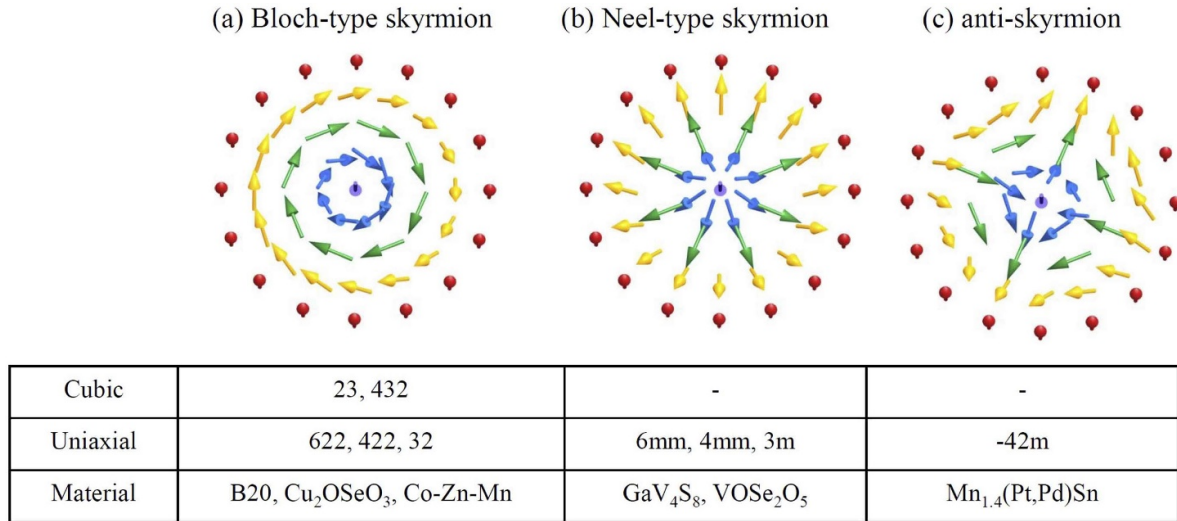 (a) Bloch-type skyrmion (b) Neel-type skyrmion (c) anti-skyrmion
Cubic 23, 432 - -
Uniaxial 622, 422, 32 6mm, 4mm, 3m -42m
Material B20, Cu₂OSeO₃, Co-Zn-Mn GaV₄S₈, VOSe₂O₅ Mn₁.₄(Pt,Pd)Sn